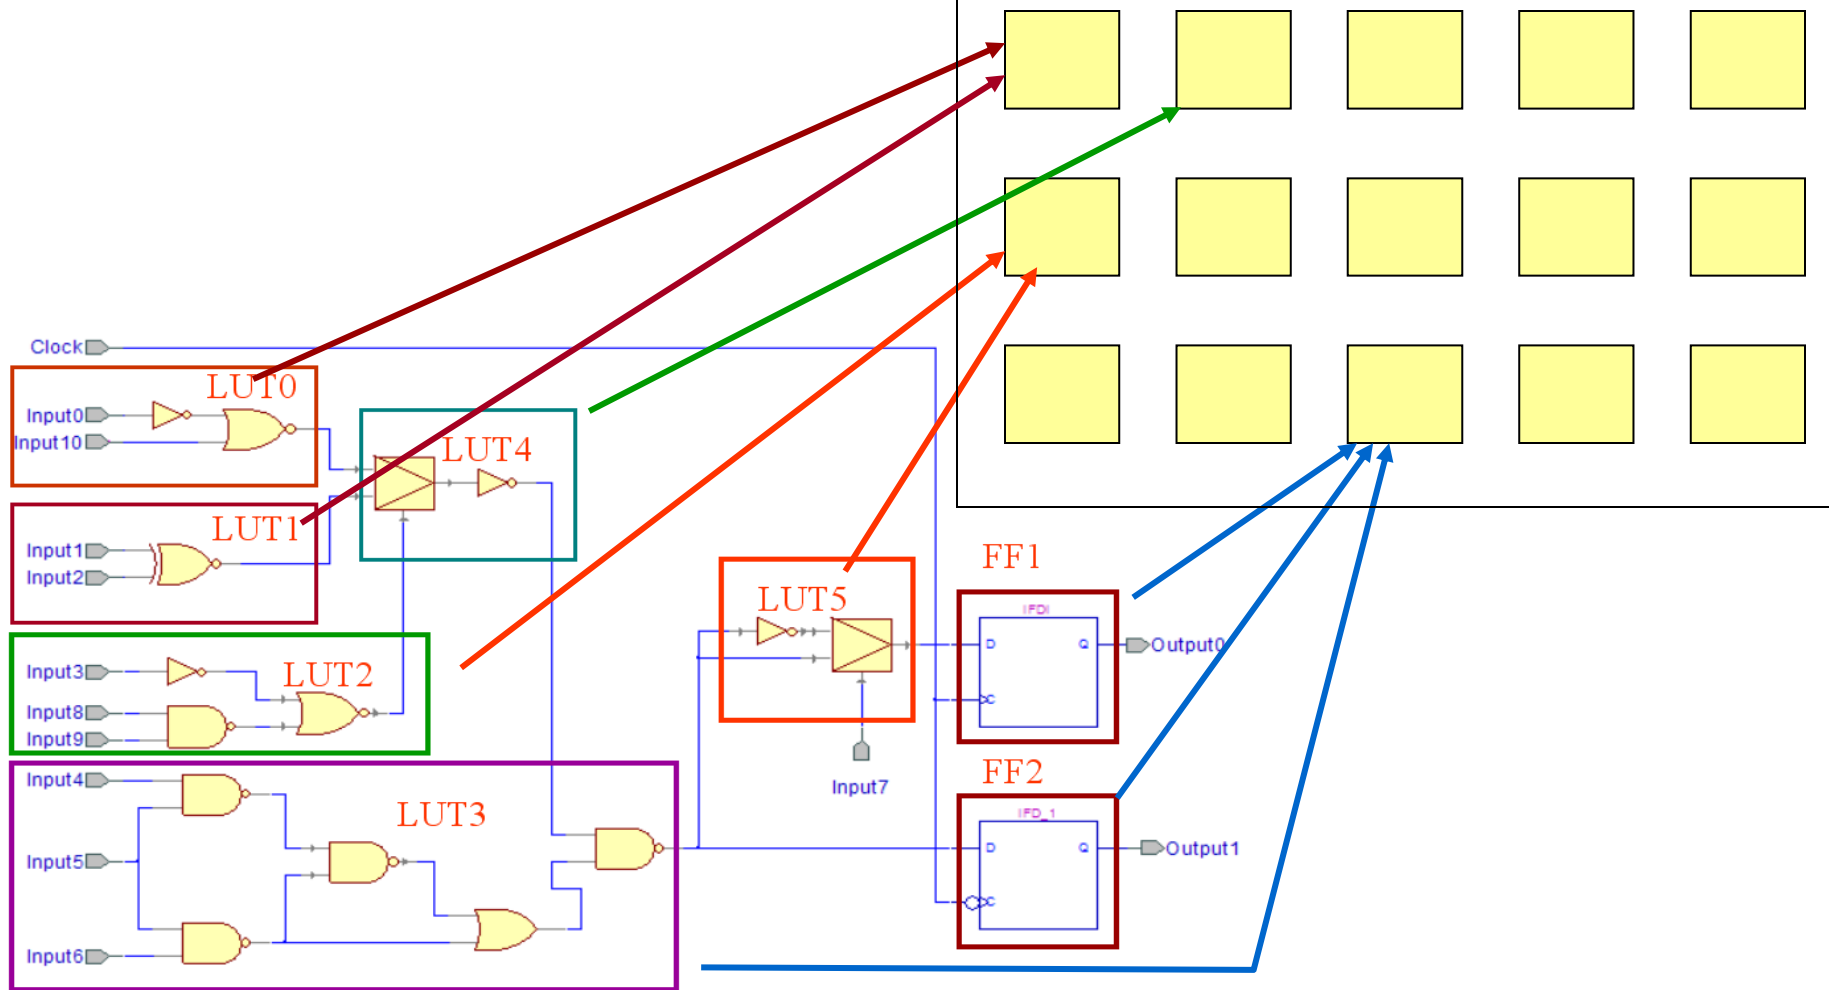 Clock
LUT0
Input0
Input10
LUT4
LUT1
Input1
Input2
FF1
LUT5
IFDI
D
Q
Output0
C
Input3
LUT2
Input8
Input9
Input7
FF2
Input4
LUT3
IFD_1
D
Q
Output1
Input5
C
Input6